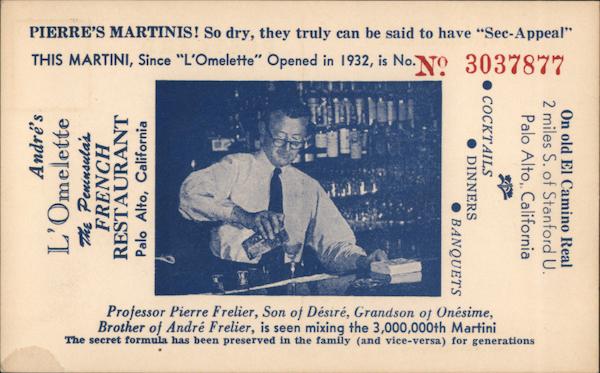 PIERRE'S MARTINIS! So dry, they truly can be said to have "Sec-Appeal"
THIS MARTINI, Since "L'Omelette" Opened in 1932, is No. No 3037877
André's
L'Omelette
The Peninsula's
FRENCH
RESTAURANT
Palo Alto, California
• COCKTAILS
• DINNERS
• BANQUETS
On old El Camino Real
2 miles S. of Stanford U.
Palo Alto, California
Professor Pierre Frelier, Son of Désiré, Grandson of Onésime,
Brother of André Frelier, is seen mixing the 3,000,000th Martini
The secret formula has been preserved in the family (and vice-versa) for generations